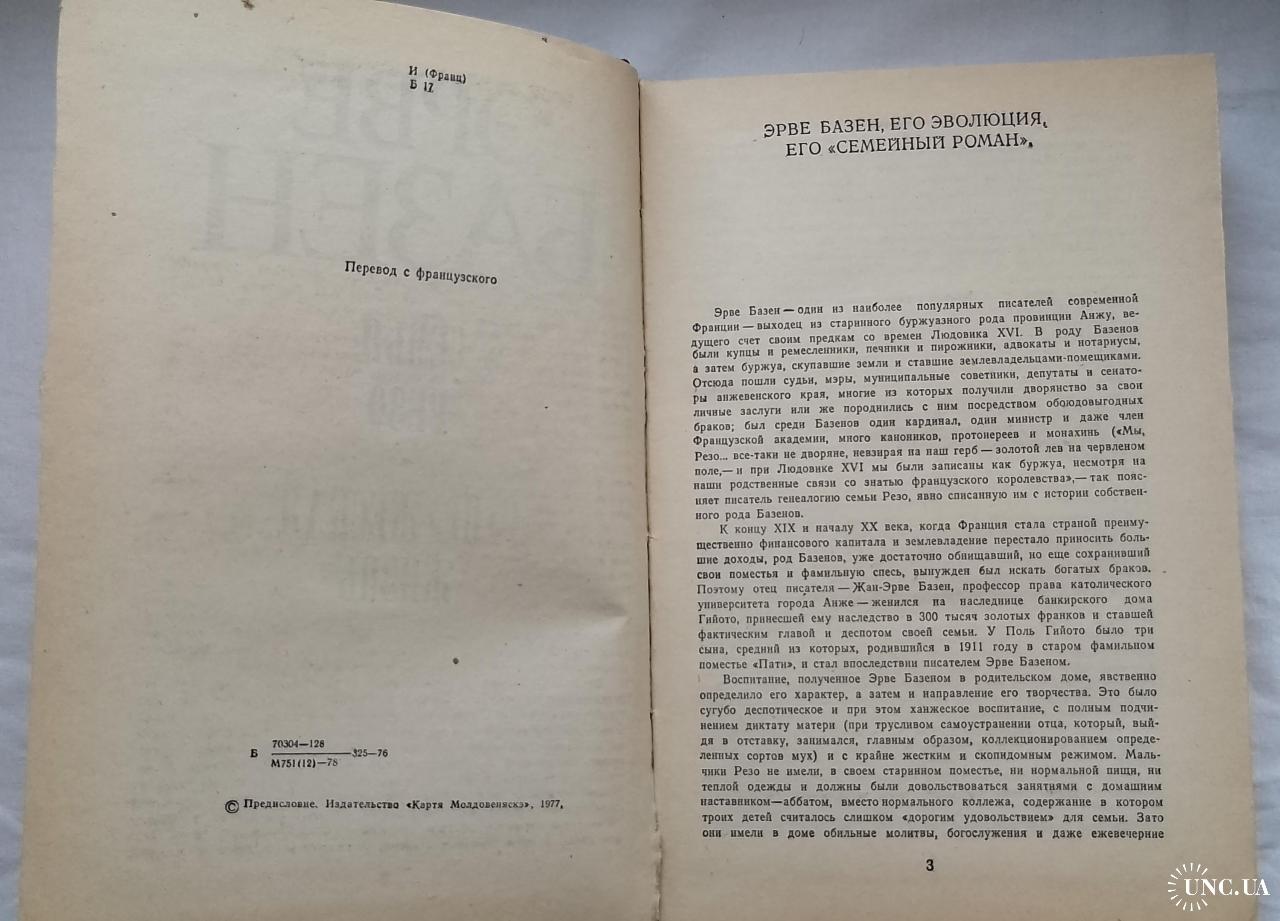 И (Франц)
Б 17
Перевод с французского
70304—128
Б ————— 325—76
М751(12)—78
© Предисловие. Издательство «Картя Молдовеняскэ», 1977,
ЭРВЕ БАЗЕН, ЕГО ЭВОЛЮЦИЯ,
ЕГО «СЕМЕЙНЫЙ РОМАН».
Эрве Базен — один из наиболее популярных писателей современной
Франции — выходец из старинного буржуазного рода провинции Анжу, ве-
дущего счет своим предкам со времен Людовика XVI. В роду Базенов
были купцы и ремесленники, печники и пирожники, адвокаты и нотариусы,
а затем буржуа, скупавшие земли и ставшие землевладельцами-помещиками.
Отсюда пошли судьи, мэры, муниципальные советники, депутаты и сенато-
ры анжевенского края, многие из которых получили дворянство за свои
личные заслуги или же породнились с ним посредством обоюдовыгодных
браков; был среди Базенов один кардинал, один министр и даже член
Французской академии, много каноников, протонереев и монахинь («Мы,
Резо... все-таки не дворяне, невзирая на наш герб — золотой лев на червленом
поле,— и при Людовике XVI мы были записаны как буржуа, несмотря на
наши родственные связи со знатью французского королевства»,— так пояс-
няет писатель генеалогию семьи Резо, явно списанную им с истории собствен-
ного рода Базенов.
К концу XIX и началу XX века, когда Франция стала страной преиму-
щественно финансового капитала и землевладение перестало приносить боль-
шие доходы, род Базенов, уже достаточно обнищавший, но еще сохранивший
свои поместья и фамильную спесь, вынужден был искать богатых браков.
Поэтому отец писателя — Жан-Эрве Базен, профессор права католического
университета города Анже — женился на наследнице банкирского дома
Гийото, принесшей ему наследство в 300 тысяч золотых франков и ставшей
фактическим главой и деспотом своей семьи. У Поль Гийото было три
сына, средний из которых, родившийся в 1911 году в старом фамильном
поместье «Пати», и стал впоследствии писателем Эрве Базеном.
Воспитание, полученное Эрве Базеном в родительском доме, явственно
определило его характер, а затем и направление его творчества. Это было
сугубо деспотическое и при этом ханжеское воспитание, с полным подчи-
нением диктату матери (при трусливом самоустранении отца, который, вый-
дя в отставку, занимался, главным образом, коллекционированием опреде-
ленных сортов мух) и с крайне жестким и скопидомным режимом. Маль-
чики Резо не имели, в своем старинном поместье, ни нормальной пищи, ни
теплой одежды и должны были довольствоваться занятиями с домашним
наставником—аббатом, вместо нормального коллежа, содержание в котором
троих детей считалось слишком «дорогим удовольствием» для семьи. Зато
они имели в доме обильные молитвы, богослужения и даже ежевечерние
3
UNC.UA